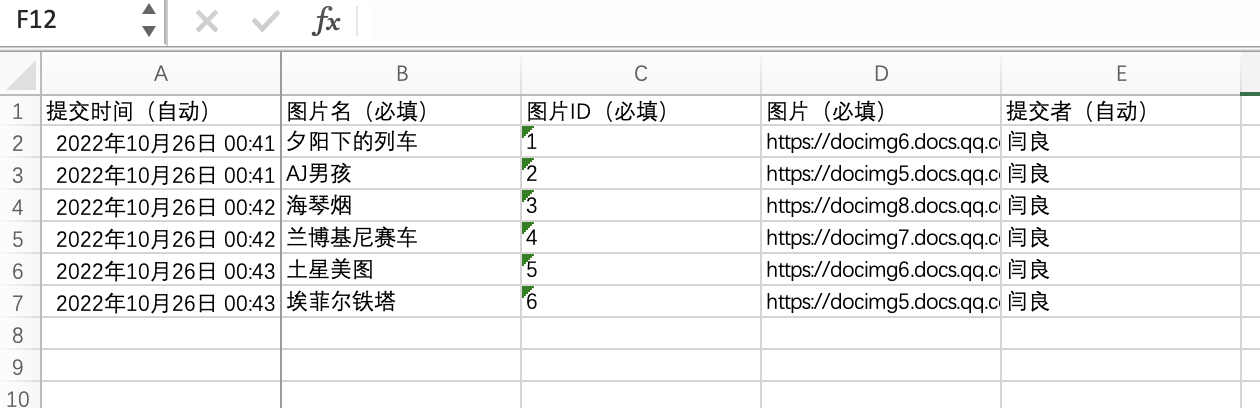 F12 fx
A B C D E
1 提交时间（自动） 图片名（必填） 图片ID（必填） 图片（必填） 提交者（自动）
2 2022年10月26日 00:41 夕阳下的列车 1 https://docimg6.docs.qq.c 闫良
3 2022年10月26日 00:41 AJ男孩 2 https://docimg5.docs.qq.c 闫良
4 2022年10月26日 00:42 海琴烟 3 https://docimg8.docs.qq.c 闫良
5 2022年10月26日 00:42 兰博基尼赛车 4 https://docimg7.docs.qq.c 闫良
6 2022年10月26日 00:43 土星美图 5 https://docimg6.docs.qq.c 闫良
7 2022年10月26日 00:43 埃菲尔铁塔 6 https://docimg5.docs.qq.c 闫良
8
9
10